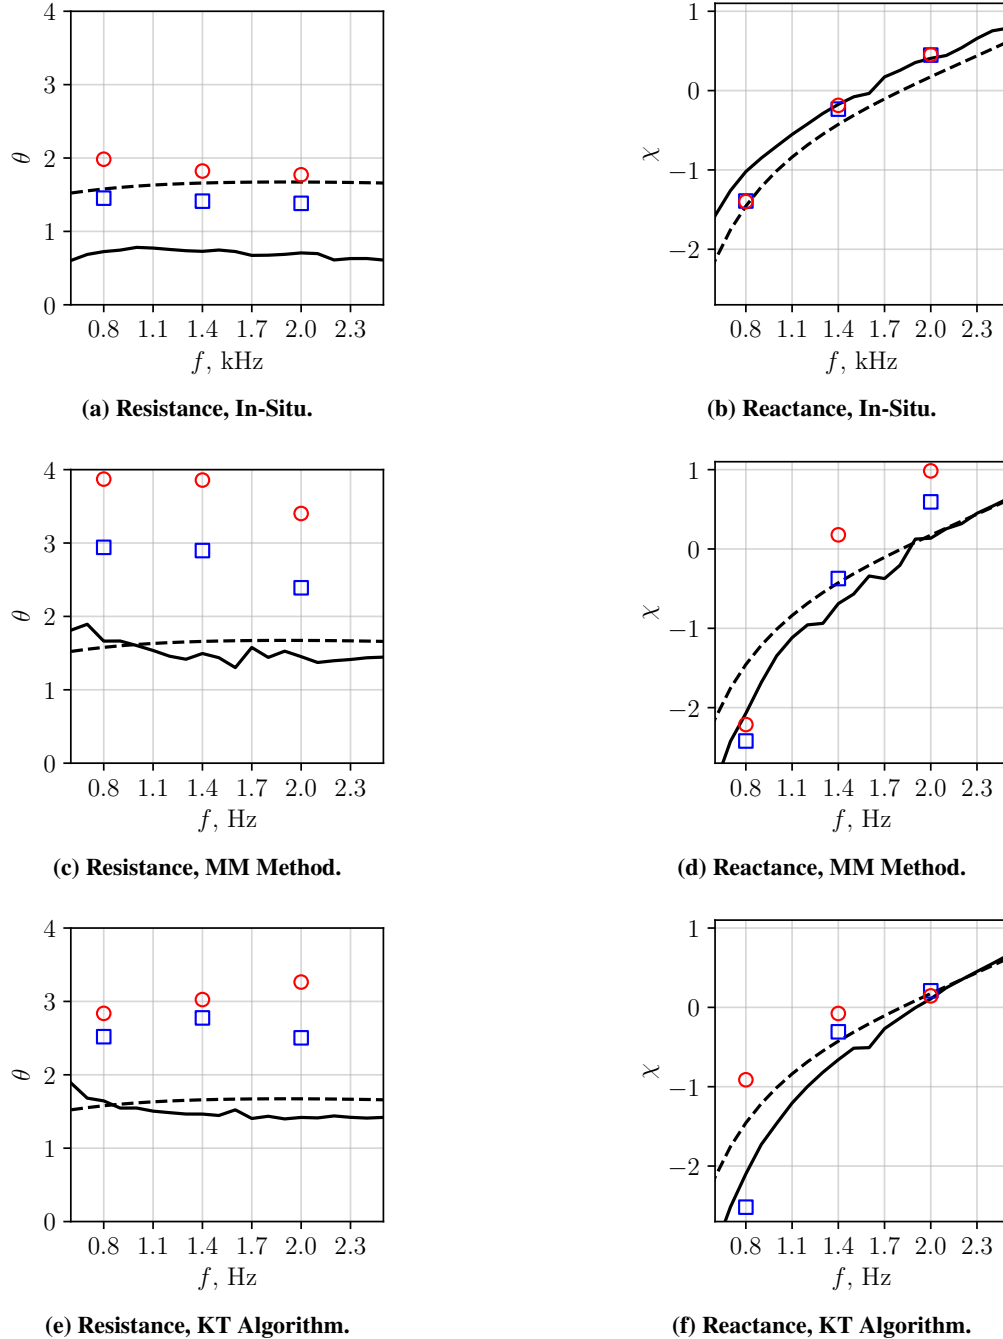 4
3
2
1
0
θ
0.8 1.1 1.4 1.7 2.0 2.3
f, kHz
(a) Resistance, In-Situ.
1
0
−1
−2
χ
0.8 1.1 1.4 1.7 2.0 2.3
f, kHz
(b) Reactance, In-Situ.
4
3
2
1
0
θ
0.8 1.1 1.4 1.7 2.0 2.3
f, Hz
(c) Resistance, MM Method.
1
0
−1
−2
χ
0.8 1.1 1.4 1.7 2.0 2.3
f, Hz
(d) Reactance, MM Method.
4
3
2
1
0
θ
0.8 1.1 1.4 1.7 2.0 2.3
f, Hz
(e) Resistance, KT Algorithm.
1
0
−1
−2
χ
0.8 1.1 1.4 1.7 2.0 2.3
f, Hz
(f) Reactance, KT Algorithm.